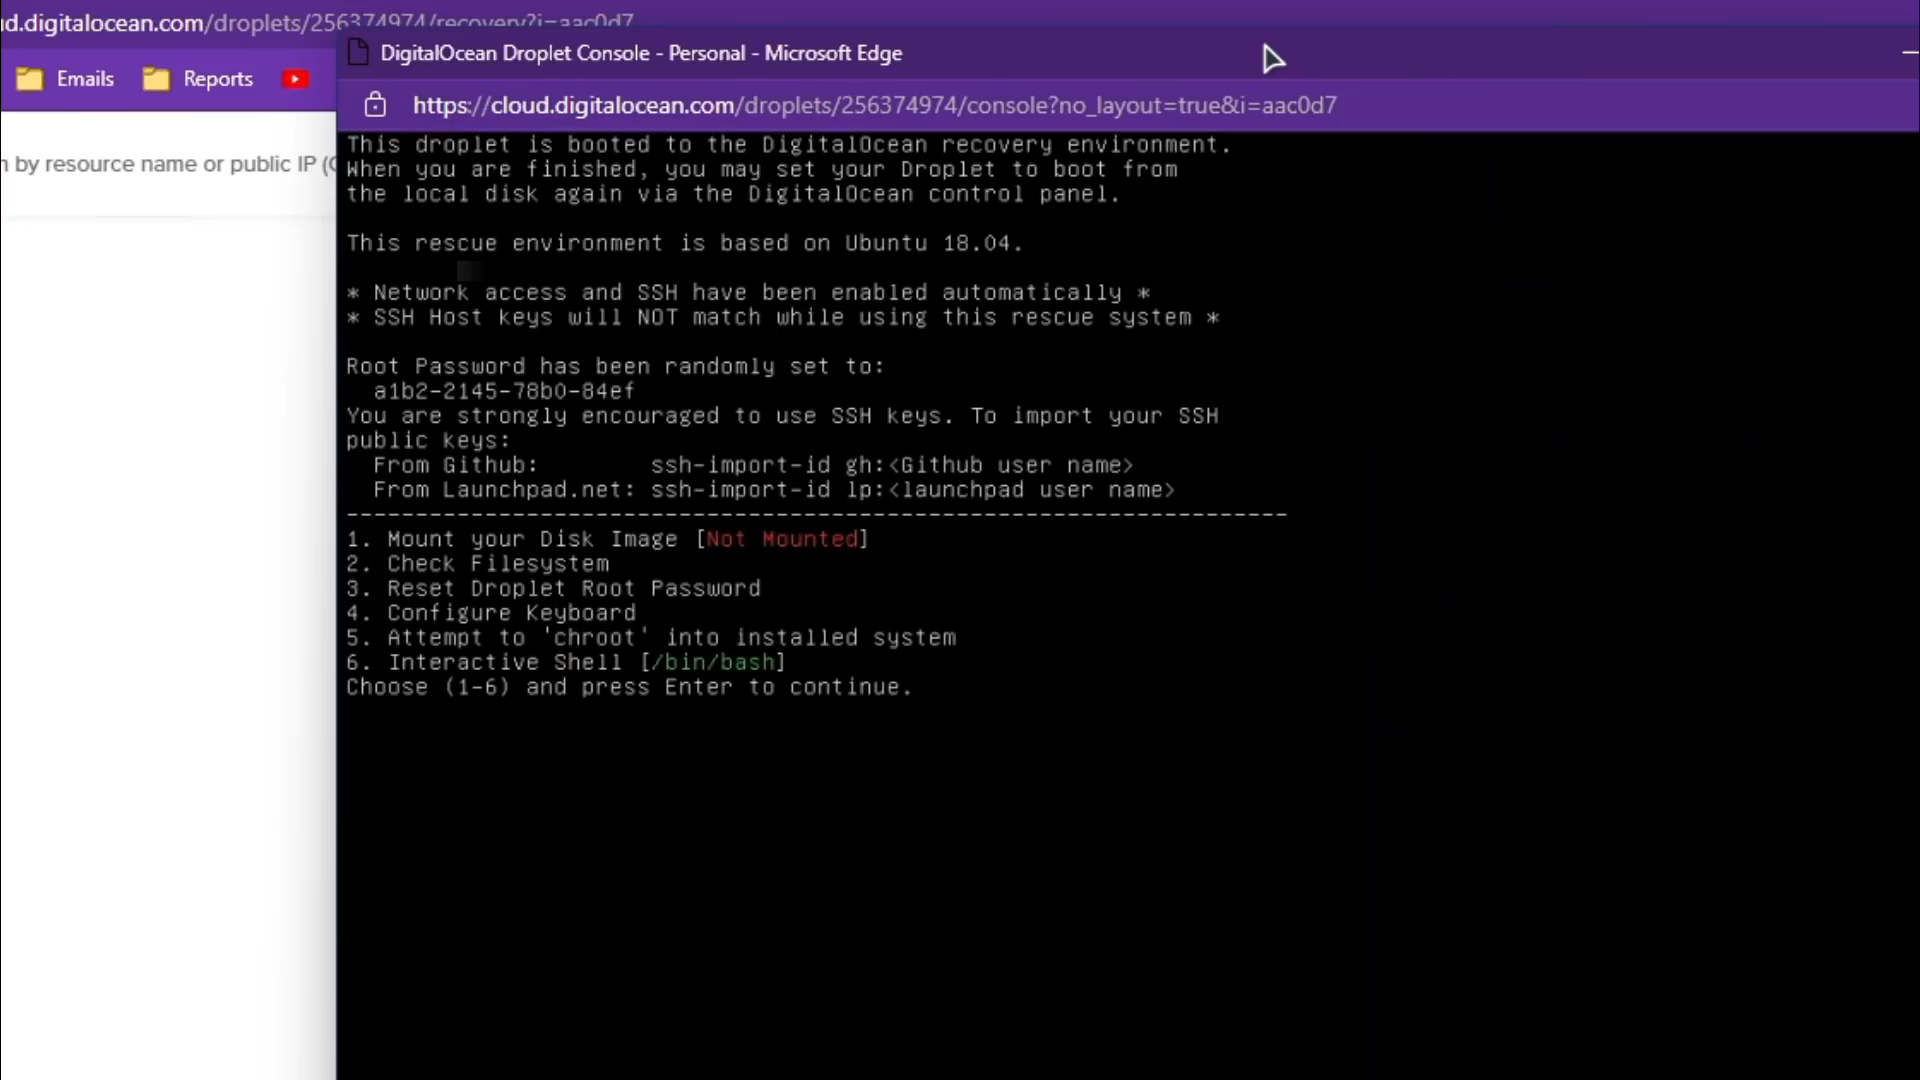 d.digitalocean.com/droplets/256374974/recovery?i=aac0d7
DigitalOcean Droplet Console - Personal - Microsoft Edge
Emails Reports
https://cloud.digitalocean.com/droplets/256374974/console?no_layout=true&i=aac0d7
by resource name or public IP (
This droplet is booted to the DigitalOcean recovery environment.
When you are finished, you may set your Droplet to boot from
the local disk again via the DigitalOcean control panel.
This rescue environment is based on Ubuntu 18.04.
* Network access and SSH have been enabled automatically *
* SSH Host keys will NOT match while using this rescue system *
Root Password has been randomly set to:
a1b2-2145-78b0-84ef
You are strongly encouraged to use SSH keys. To import your SSH
public keys:
From Github: ssh-import-id gh:<Github user name>
From Launchpad.net: ssh-import-id lp:<launchpad user name>
--------------------------------------------------------------------
1. Mount your Disk Image [Not Mounted]
2. Check Filesystem
3. Reset Droplet Root Password
4. Configure Keyboard
5. Attempt to 'chroot' into installed system
6. Interactive Shell [/bin/bash]
Choose (1-6) and press Enter to continue.